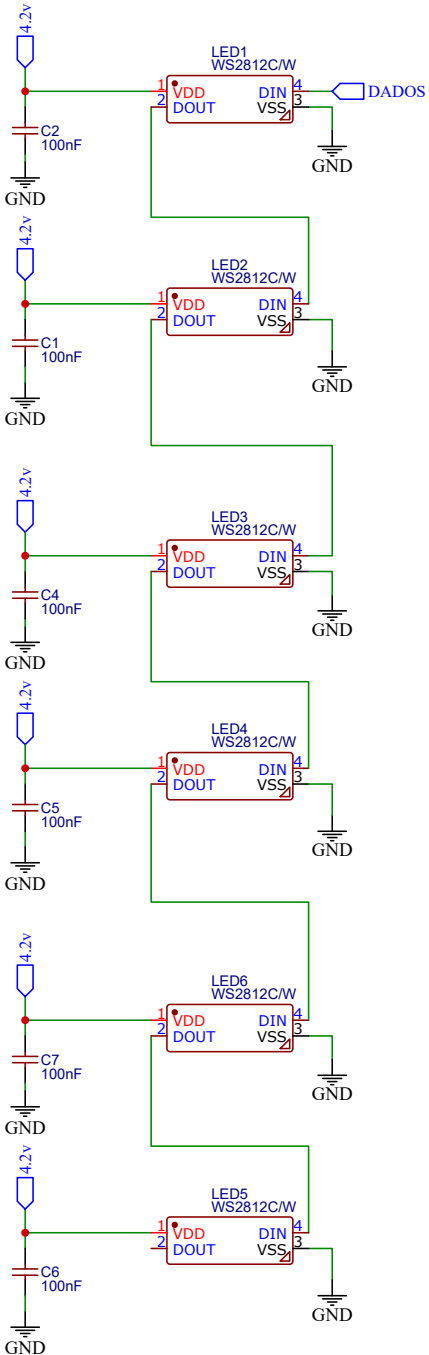 4.2v
LED1
WS2812C/W
1 VDD DIN 4
2 DOUT VSS 3
DADOS
C2
100nF
GND
GND
4.2v
LED2
WS2812C/W
1 VDD DIN 4
2 DOUT VSS 3
C1
100nF
GND
GND
4.2v
LED3
WS2812C/W
1 VDD DIN 4
2 DOUT VSS 3
C4
100nF
GND
GND
4.2v
LED4
WS2812C/W
1 VDD DIN 4
2 DOUT VSS 3
C5
100nF
GND
GND
4.2v
LED6
WS2812C/W
1 VDD DIN 4
2 DOUT VSS 3
C7
100nF
GND
GND
4.2v
LED5
WS2812C/W
1 VDD DIN 4
2 DOUT VSS 3
C6
100nF
GND
GND